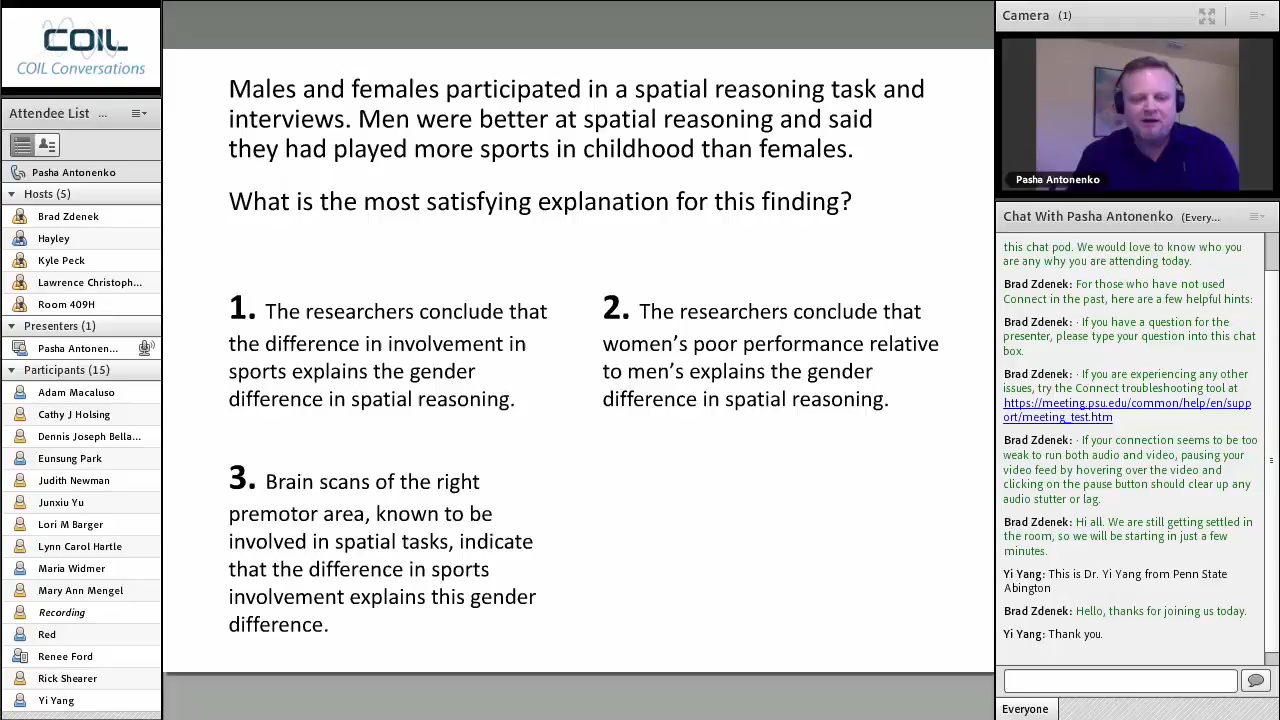 COIL
COIL Conversations
Attendee List ...
Pasha Antonenko
Hosts (5)
Brad Zdenek
Hayley
Kyle Peck
Lawrence Christoph...
Room 409H
Presenters (1)
Pasha Antonen...
Participants (15)
Adam Macaluso
Cathy J Holsing
Dennis Joseph Bella...
Eunsung Park
Judith Newman
Junxiu Yu
Lori M Barger
Lynn Carol Hartle
Maria Widmer
Mary Ann Mengel
Recording
Red
Renee Ford
Rick Shearer
Yi Yang
Males and females participated in a spatial reasoning task and
interviews. Men were better at spatial reasoning and said
they had played more sports in childhood than females.
What is the most satisfying explanation for this finding?
1. The researchers conclude that
the difference in involvement in
sports explains the gender
difference in spatial reasoning.
2. The researchers conclude that
women's poor performance relative
to men's explains the gender
difference in spatial reasoning.
3. Brain scans of the right
premotor area, known to be
involved in spatial tasks, indicate
that the difference in sports
involvement explains this gender
difference.
Camera (1)
Pasha Antonenko
Chat With Pasha Antonenko (Every...
this chat pod. We would love to know who you
are any why you are attending today.
Brad Zdenek: For those who have not used
Connect in the past, here are a few helpful hints:
Brad Zdenek: · If you have a question for the
presenter, please type your question into this chat
box.
Brad Zdenek: · If you are experiencing any other
issues, try the Connect troubleshooting tool at
https://meeting.psu.edu/common/help/en/supp
ort/meeting_test.htm
Brad Zdenek: · If your connection seems to be too
weak to run both audio and video, pausing your
video feed by hovering over the video and
clicking on the pause button should clear up any
audio stutter or lag.
Brad Zdenek: Hi all. We are still getting settled in
the room, so we will be starting in just a few
minutes.
Yi Yang: This is Dr. Yi Yang from Penn State
Abington
Brad Zdenek: Hello, thanks for joining us today.
Yi Yang: Thank you.
Everyone